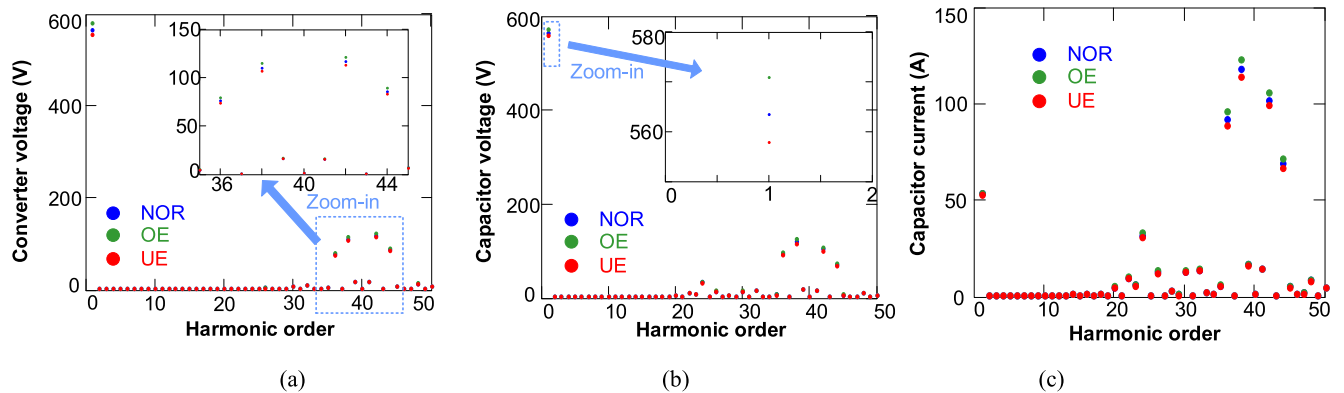 Converter voltage (V)
600
400
200
0
0
10
20
30
40
50
Harmonic order
NOR
OE
UE
Zoom-in
150
100
50
0
36
38
40
42
44
(a)
Capacitor voltage (V)
600
400
200
0
0
10
20
30
40
50
Harmonic order
NOR
OE
UE
Zoom-in
580
560
0
1
2
(b)
Capacitor current (A)
150
100
50
0
0
10
20
30
40
50
Harmonic order
NOR
OE
UE
(c)